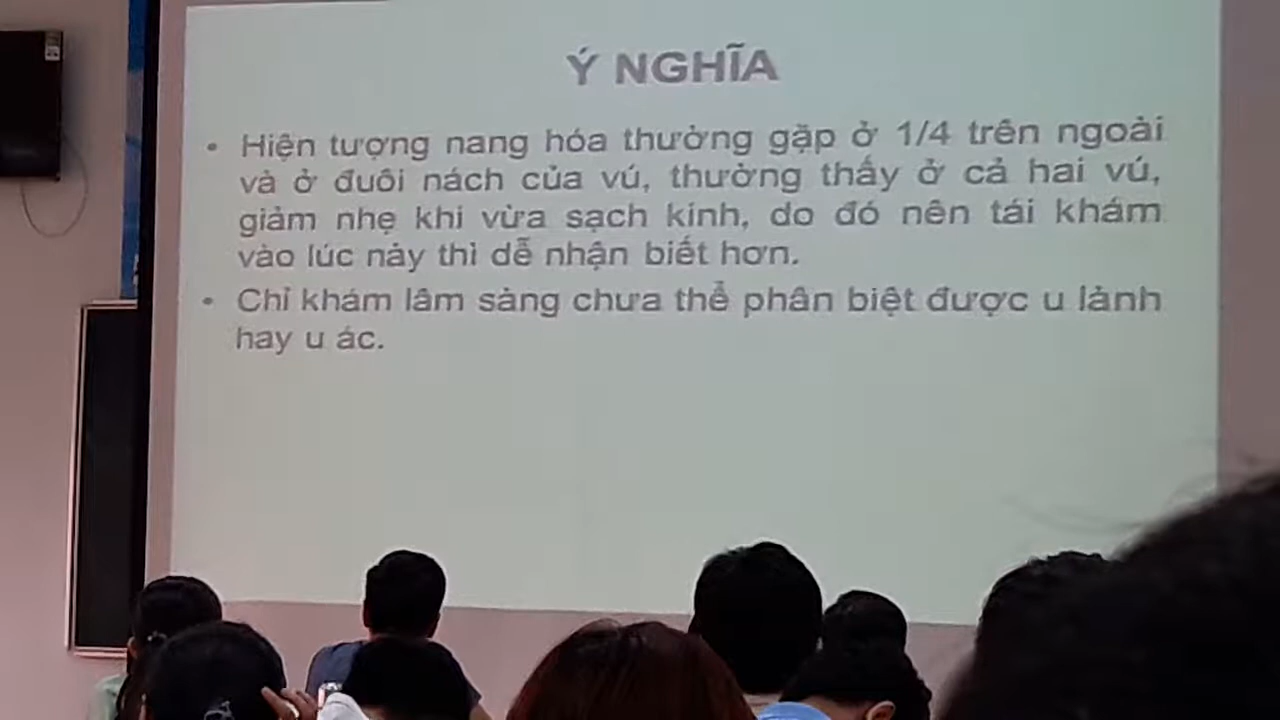 Ý NGHĨA
• Hiện tượng nang hóa thường gặp ở 1/4 trên ngoài
và ở đuôi nách của vú, thường thấy ở cả hai vú,
giảm nhẹ khi vừa sạch kinh, do đó nên tái khám
vào lúc này thì dễ nhận biết hơn.
• Chỉ khám lâm sàng chưa thể phân biệt được u lành
hay u ác.